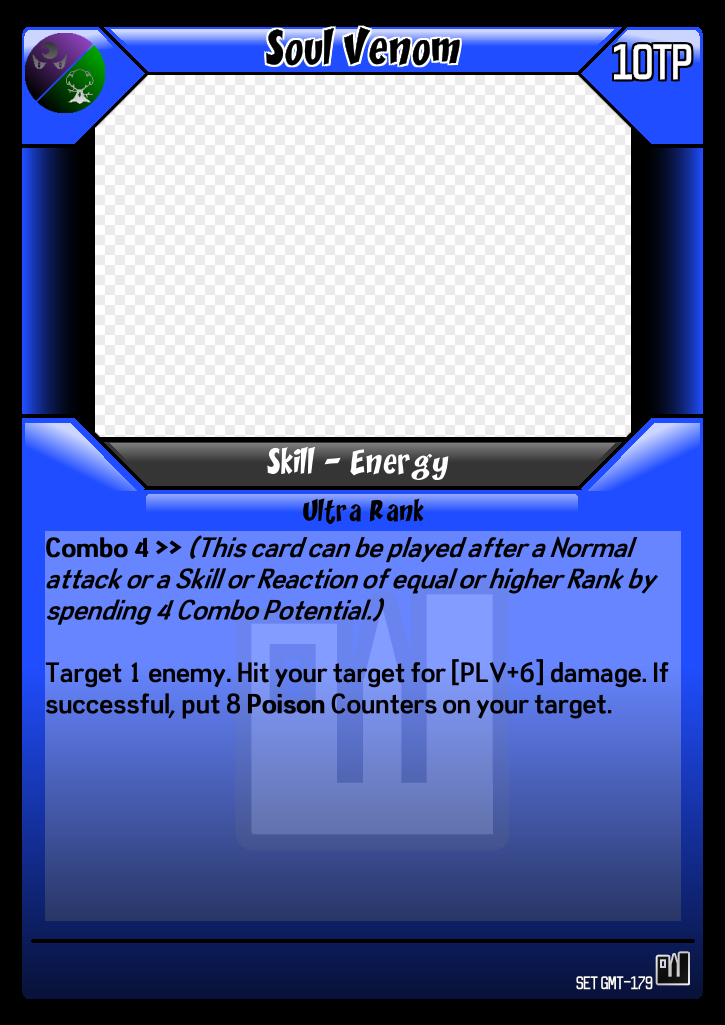 Soul Venom
10TP
Skill - Energy
Ultra Rank
Combo 4 >> (This card can be played after a Normal
attack or a Skill or Reaction of equal or higher Rank by
spending 4 Combo Potential.)
Target 1 enemy. Hit your target for [PLV+6] damage. If
successful, put 8 Poison Counters on your target.
SET GMT-179